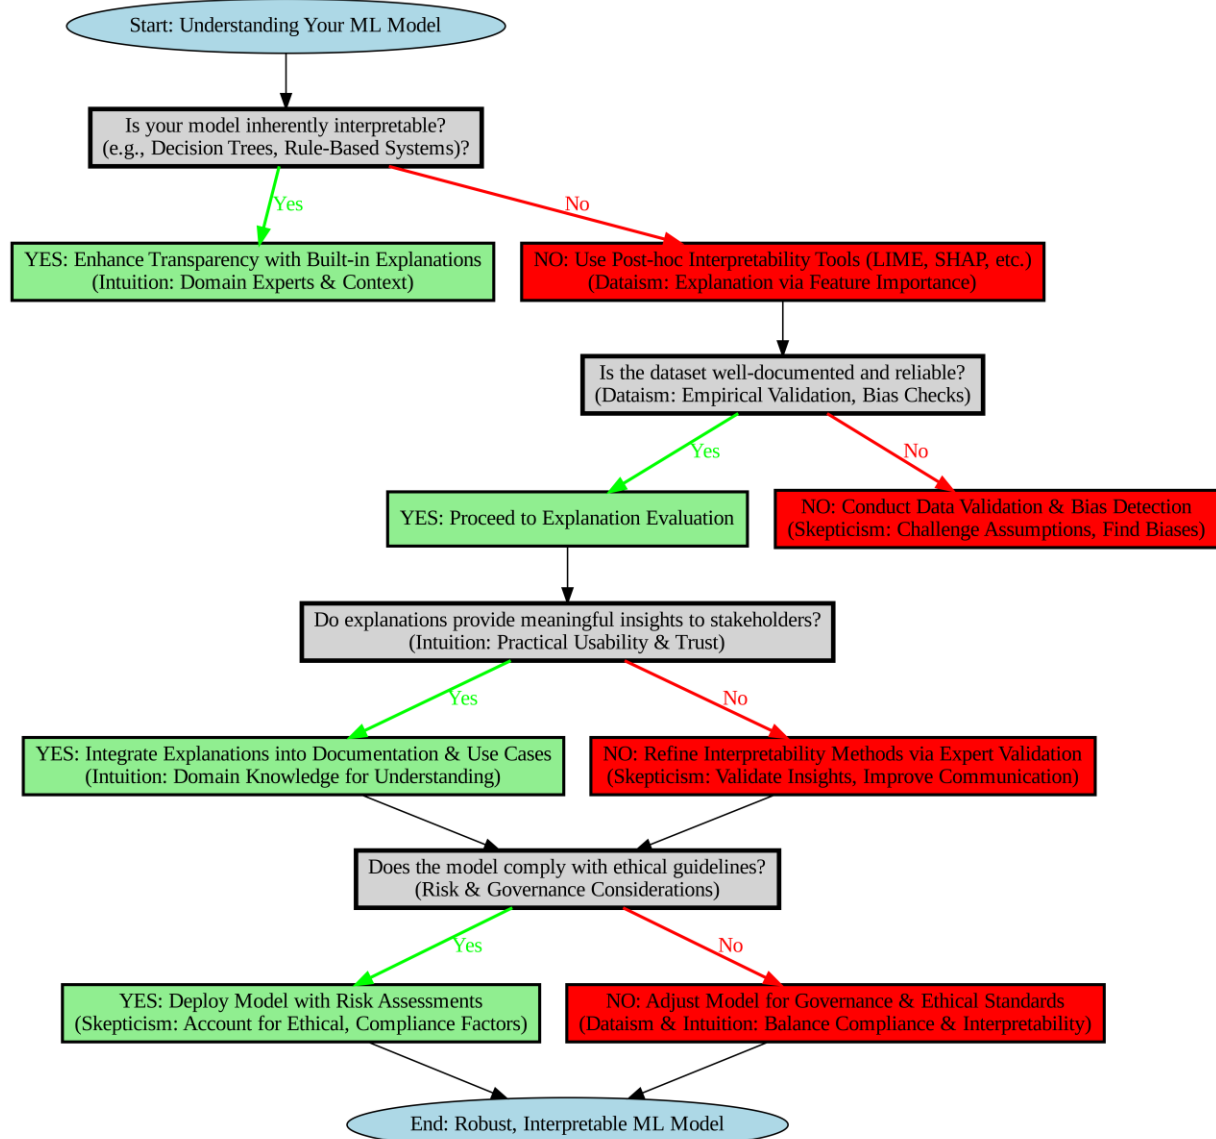 Start: Understanding Your ML Model
Is your model inherently interpretable?
(e.g., Decision Trees, Rule-Based Systems)?
Yes
No
YES: Enhance Transparency with Built-in Explanations
(Intuition: Domain Experts & Context)
NO: Use Post-hoc Interpretability Tools (LIME, SHAP, etc.)
(Dataism: Explanation via Feature Importance)
Is the dataset well-documented and reliable?
(Dataism: Empirical Validation, Bias Checks)
Yes
No
YES: Proceed to Explanation Evaluation
NO: Conduct Data Validation & Bias Detection
(Skepticism: Challenge Assumptions, Find Biases)
Do explanations provide meaningful insights to stakeholders?
(Intuition: Practical Usability & Trust)
Yes
No
YES: Integrate Explanations into Documentation & Use Cases
(Intuition: Domain Knowledge for Understanding)
NO: Refine Interpretability Methods via Expert Validation
(Skepticism: Validate Insights, Improve Communication)
Does the model comply with ethical guidelines?
(Risk & Governance Considerations)
Yes
No
YES: Deploy Model with Risk Assessments
(Skepticism: Account for Ethical, Compliance Factors)
NO: Adjust Model for Governance & Ethical Standards
(Dataism & Intuition: Balance Compliance & Interpretability)
End: Robust, Interpretable ML Model